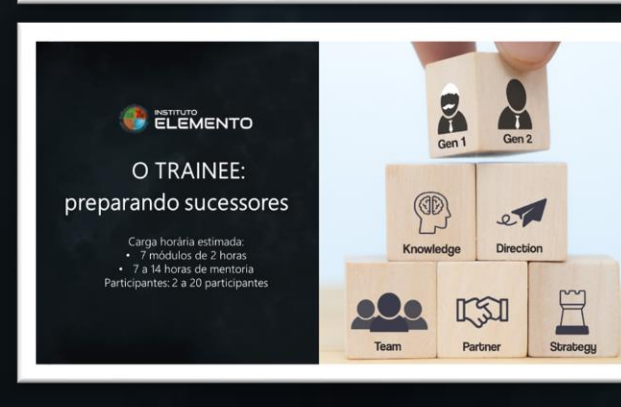 INSTITUTO
ELEMENTO
O TRAINEE:
preparando sucessores
Carga horária estimada:
• 7 módulos de 2 horas
• 7 a 14 horas de mentoria
Participantes: 2 a 20 participantes
Gen 1
Gen 2
Knowledge
Direction
Team
Partner
Strategy